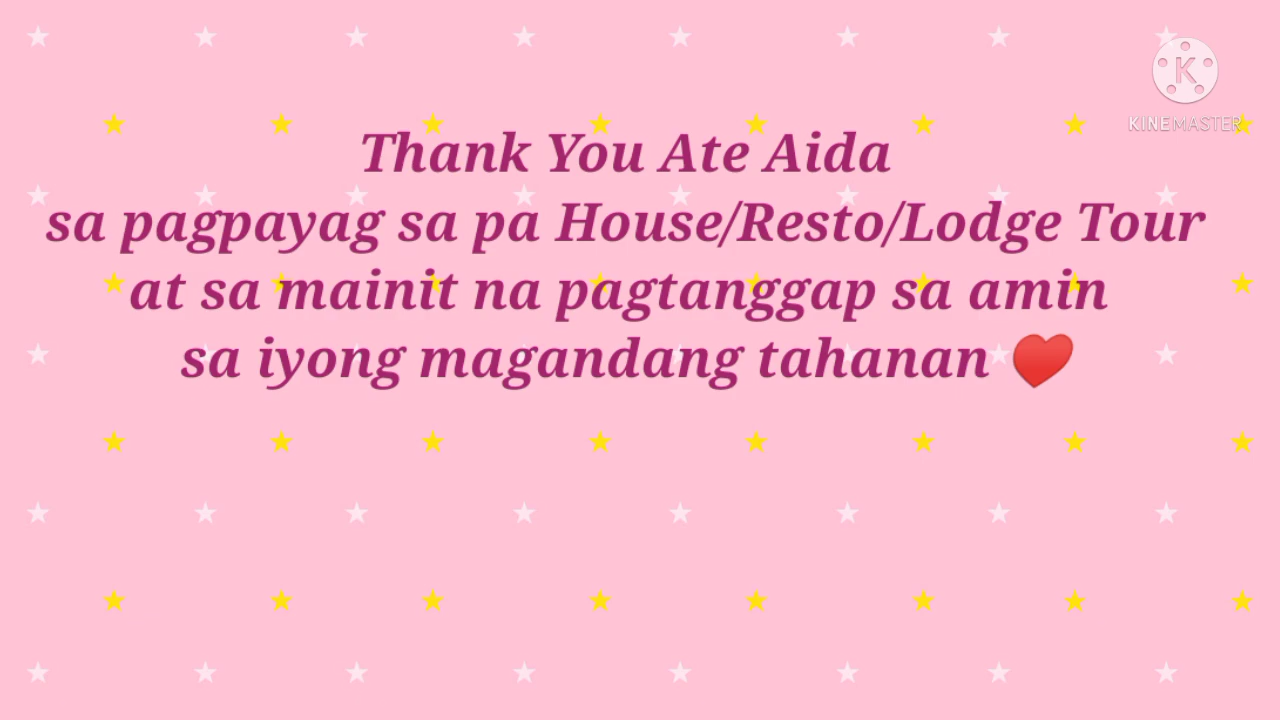 KINEMASTER
Thank You Ate Aida
sa pagpayag sa pa House/Resto/Lodge Tour
at sa mainit na pagtanggap sa amin
sa iyong magandang tahanan ❤️